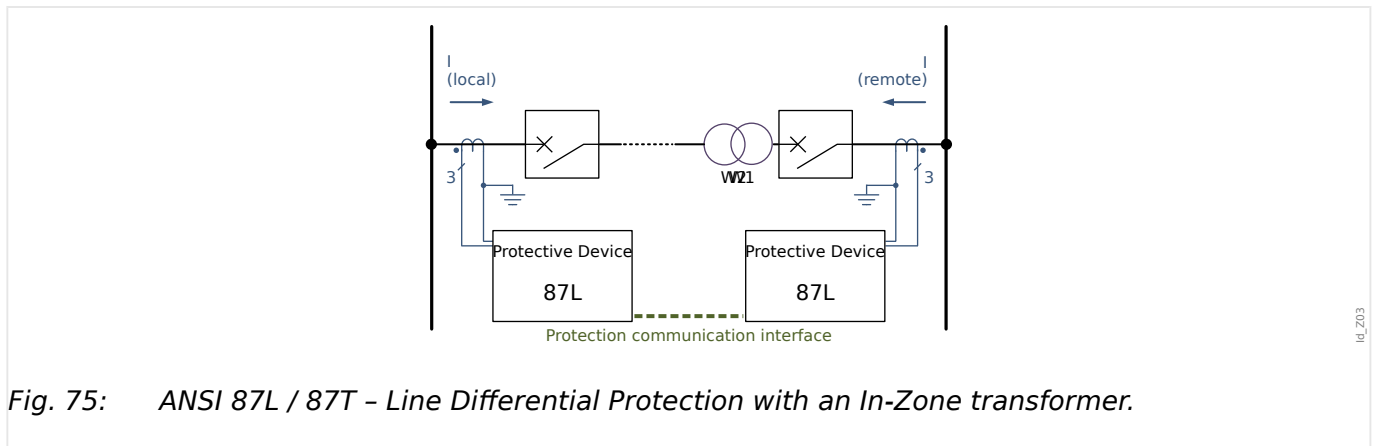 I
(local)
I
(remote)
3
3
W2
W1
Protective Device
87L
Protective Device
87L
Protection communication interface
Id_Z03
Fig. 75: ANSI 87L / 87T – Line Differential Protection with an In-Zone transformer.